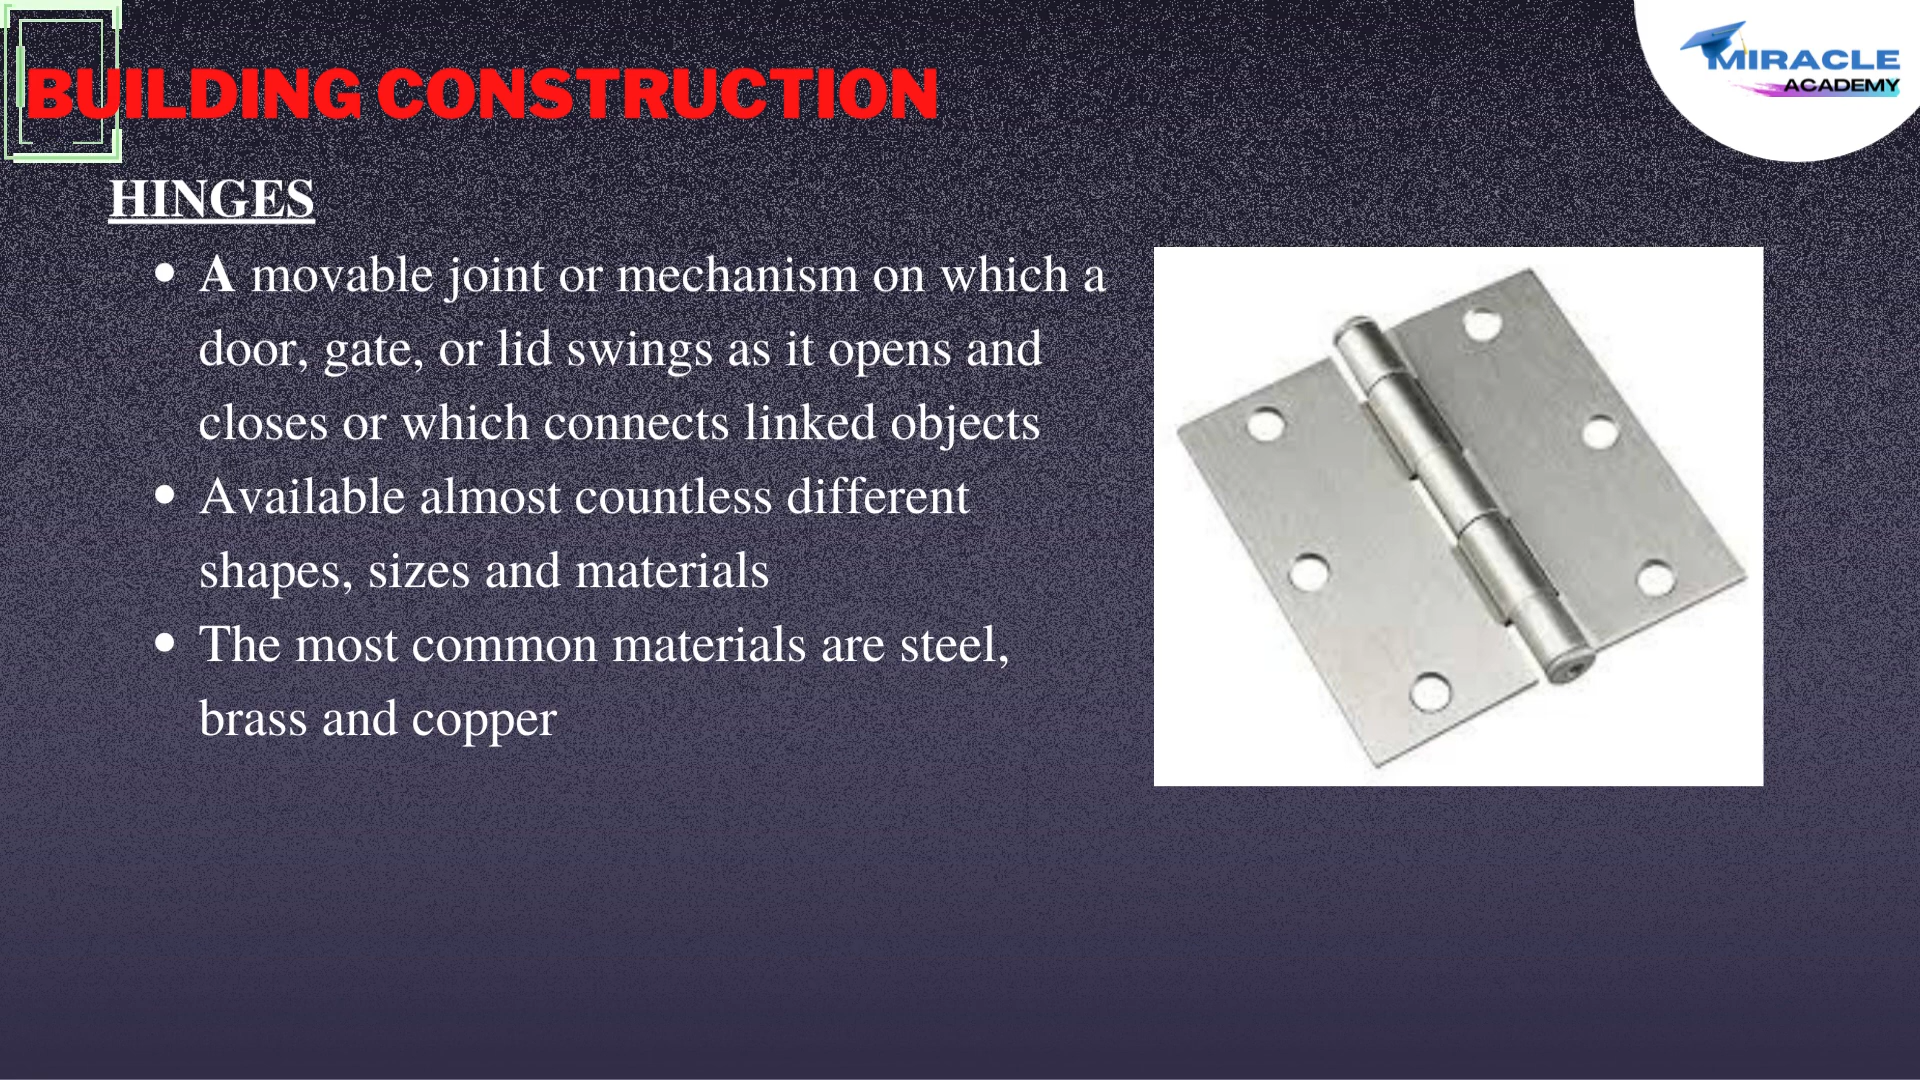 BUILDING CONSTRUCTION
MIRACLE
ACADEMY
HINGES
• A movable joint or mechanism on which a
door, gate, or lid swings as it opens and
closes or which connects linked objects
• Available almost countless different
shapes, sizes and materials
• The most common materials are steel,
brass and copper